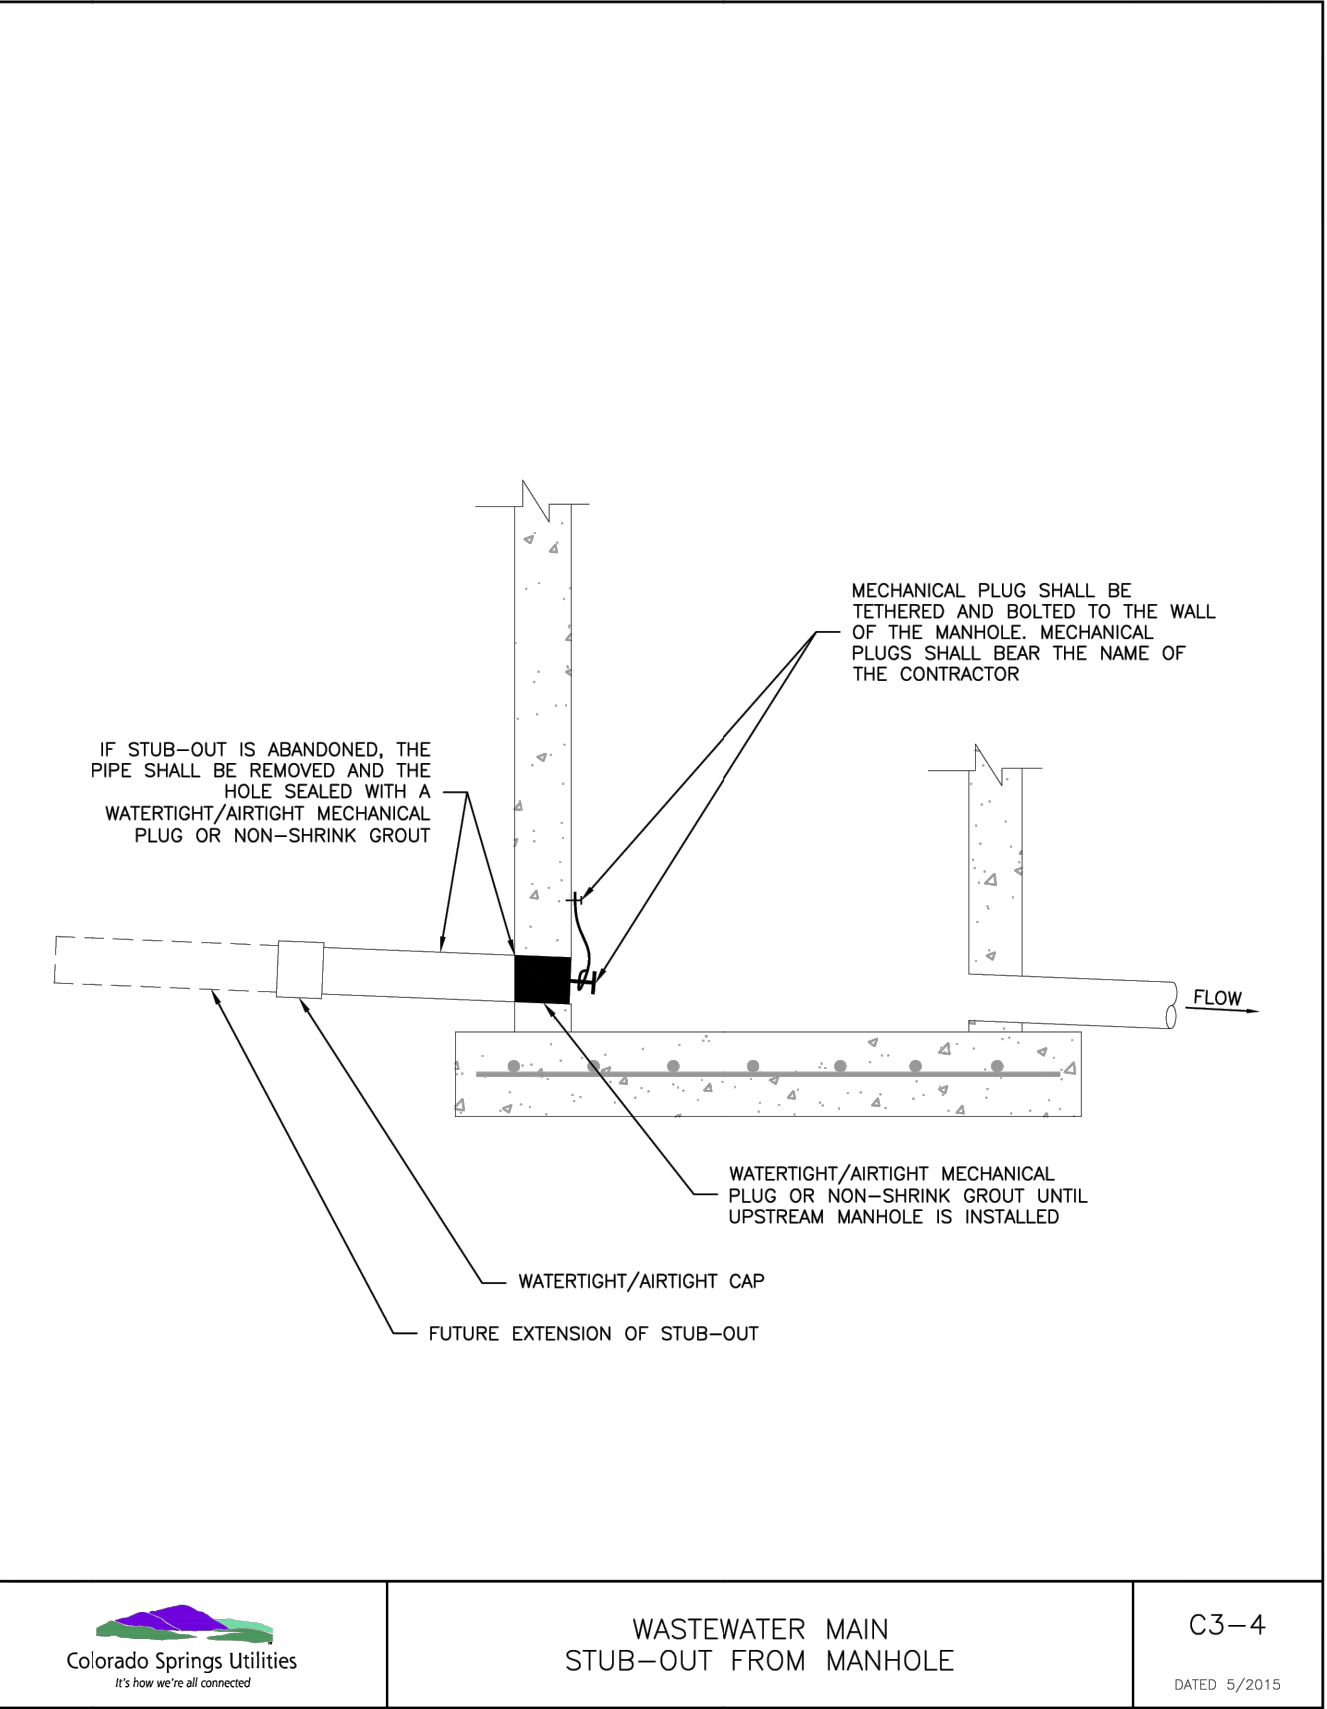 MECHANICAL PLUG SHALL BE
TETHERED AND BOLTED TO THE WALL
OF THE MANHOLE. MECHANICAL
PLUGS SHALL BEAR THE NAME OF
THE CONTRACTOR
IF STUB-OUT IS ABANDONED, THE
PIPE SHALL BE REMOVED AND THE
HOLE SEALED WITH A
WATERTIGHT/AIRTIGHT MECHANICAL
PLUG OR NON-SHRINK GROUT
FLOW
WATERTIGHT/AIRTIGHT MECHANICAL
PLUG OR NON-SHRINK GROUT UNTIL
UPSTREAM MANHOLE IS INSTALLED
WATERTIGHT/AIRTIGHT CAP
FUTURE EXTENSION OF STUB-OUT
Colorado Springs Utilities
It's how we're all connected
WASTEWATER MAIN
STUB-OUT FROM MANHOLE
C3-4
DATED 5/2015